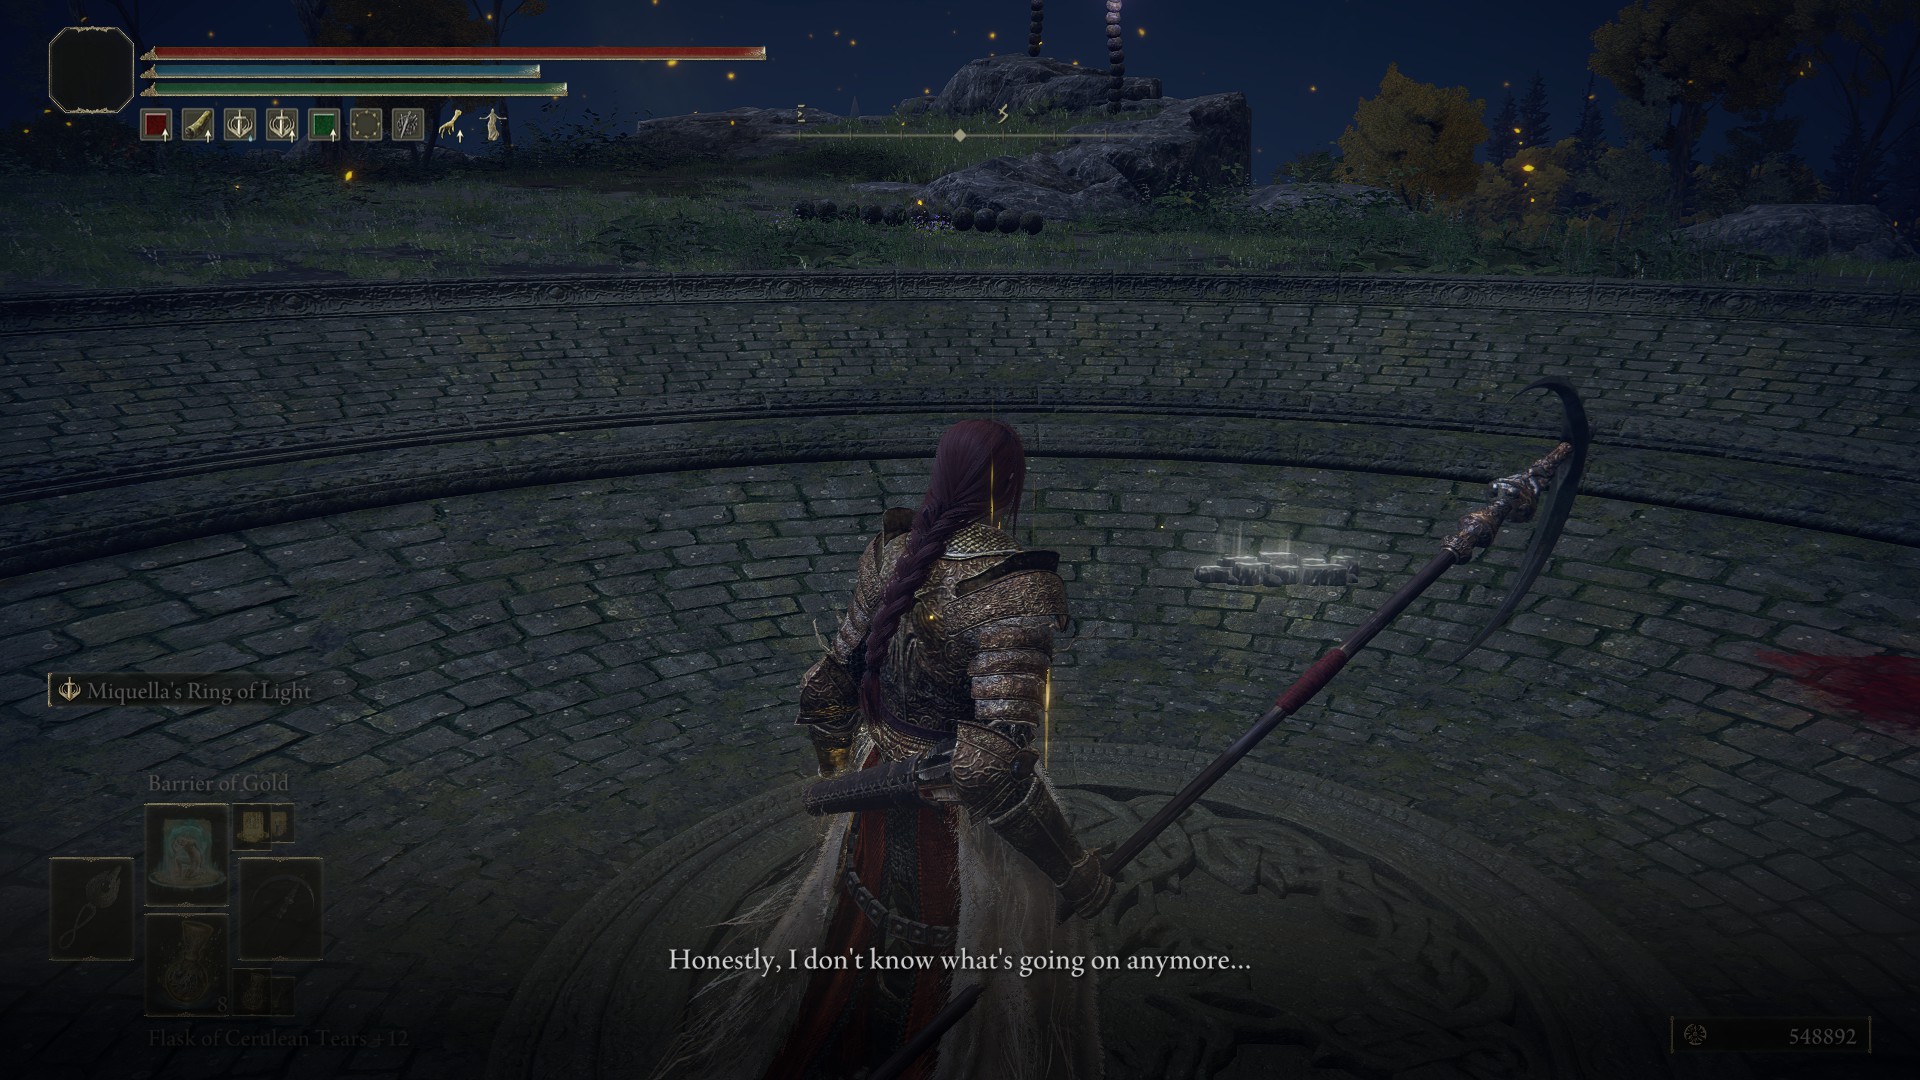 Miquella's Ring of Light
Barrier of Gold
8
Flask of Cerulean Tears +12
Honestly, I don't know what's going on anymore...
548892